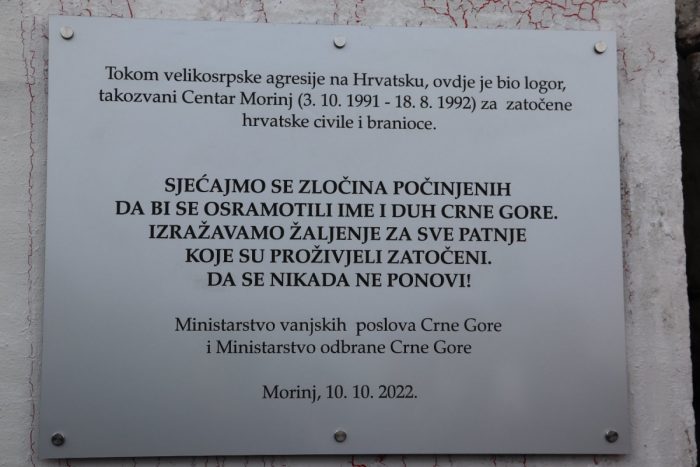 Tokom velikosrpske agresije na Hrvatsku, ovdje je bio logor,
takozvani Centar Morinj (3. 10. 1991 - 18. 8. 1992) za zatočene
hrvatske civile i branioce.
SJEĆAJMO SE ZLOČINA POČINJENIH
DA BI SE OSRAMOTILI IME I DUH CRNE GORE.
IZRAŽAVAMO ŽALJENJE ZA SVE PATNJE
KOJE SU PROŽIVJELI ZATOČENI.
DA SE NIKADA NE PONOVI!
Ministarstvo vanjskih poslova Crne Gore
i Ministarstvo odbrane Crne Gore
Morinj, 10. 10. 2022.